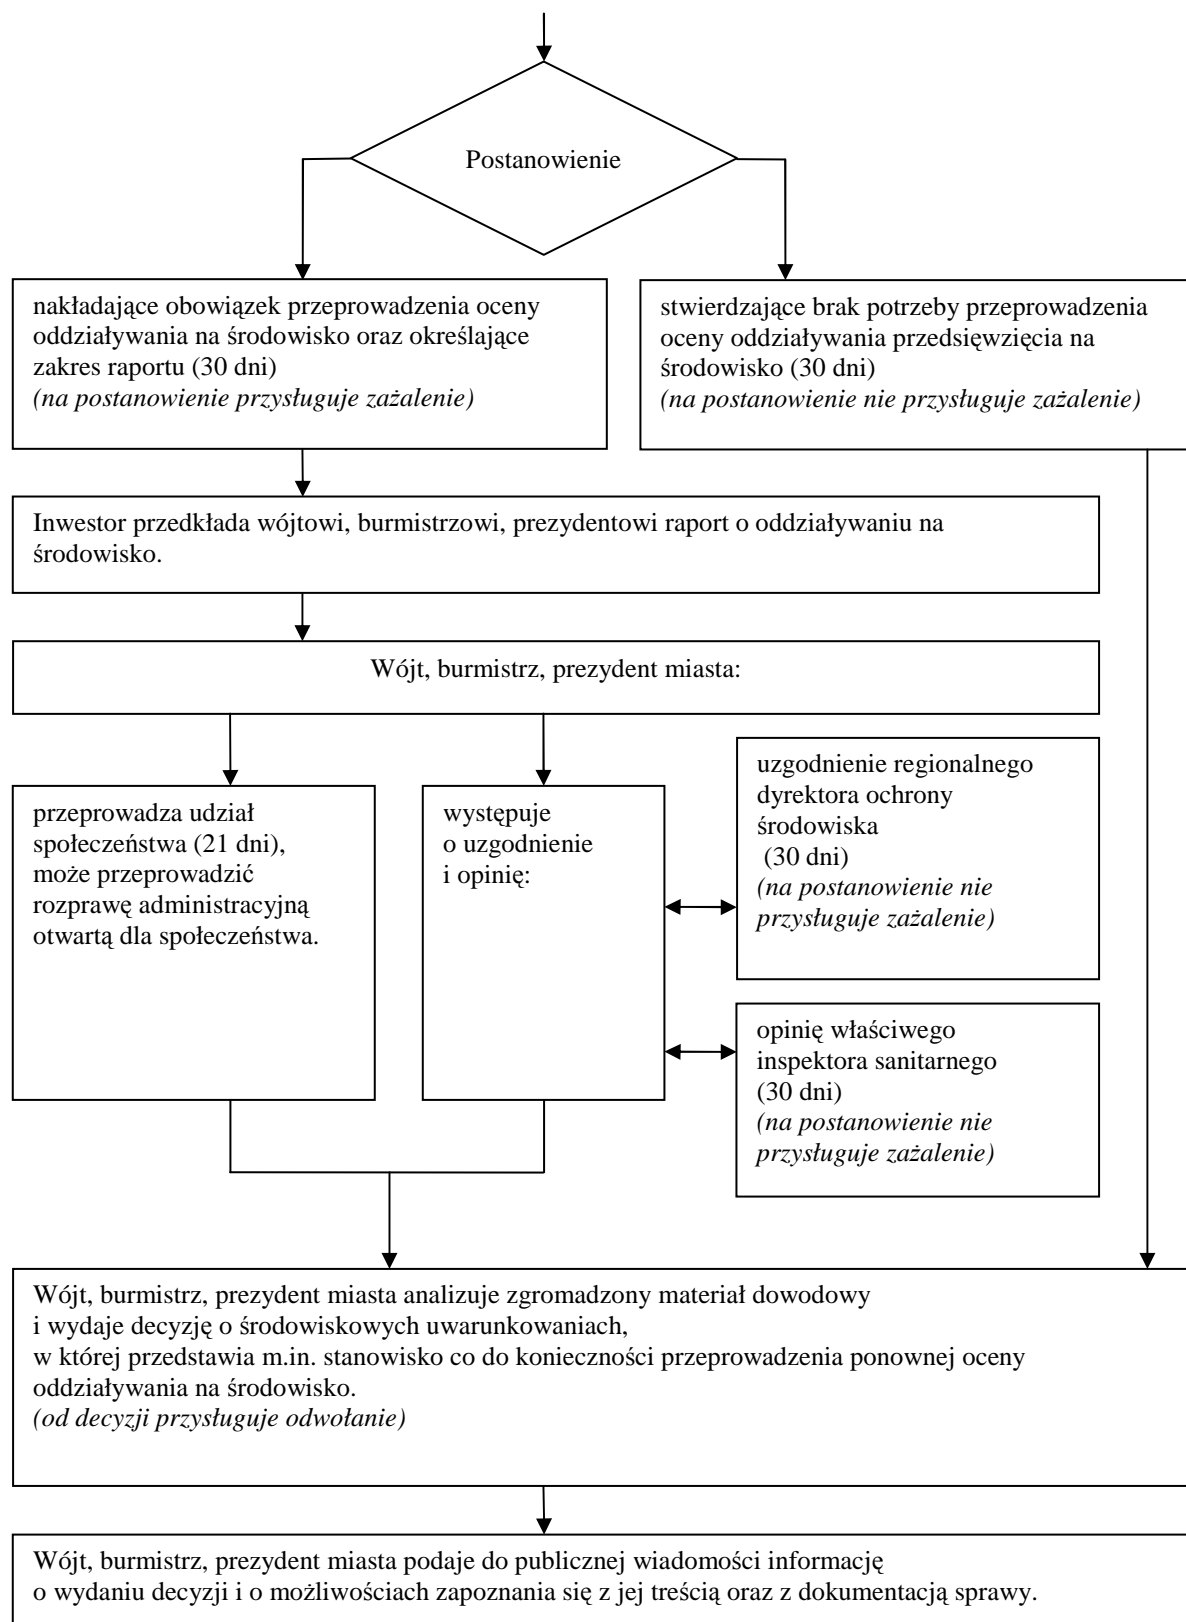 Postanowienie
nakładające obowiązek przeprowadzenia oceny
oddziaływania na środowisko oraz określające
zakres raportu (30 dni)
(na postanowienie przysługuje zażalenie)
stwierdzające brak potrzeby przeprowadzenia
oceny oddziaływania przedsięwzięcia na
środowisko (30 dni)
(na postanowienie nie przysługuje zażalenie)
Inwestor przedkłada wójtowi, burmistrzowi, prezydentowi raport o oddziaływaniu na
środowisko.
Wójt, burmistrz, prezydent miasta:
przeprowadza udział
społeczeństwa (21 dni),
może przeprowadzić
rozprawę administracyjną
otwartą dla społeczeństwa.
występuje
o uzgodnienie
i opinię:
uzgodnienie regionalnego
dyrektora ochrony
środowiska
(30 dni)
(na postanowienie nie
przysługuje zażalenie)
opinię właściwego
inspektora sanitarnego
(30 dni)
(na postanowienie nie
przysługuje zażalenie)
Wójt, burmistrz, prezydent miasta analizuje zgromadzony materiał dowodowy
i wydaje decyzję o środowiskowych uwarunkowaniach,
w której przedstawia m.in. stanowisko co do konieczności przeprowadzenia ponownej oceny
oddziaływania na środowisko.
(od decyzji przysługuje odwołanie)
Wójt, burmistrz, prezydent miasta podaje do publicznej wiadomości informację
o wydaniu decyzji i o możliwościach zapoznania się z jej treścią oraz z dokumentacją sprawy.